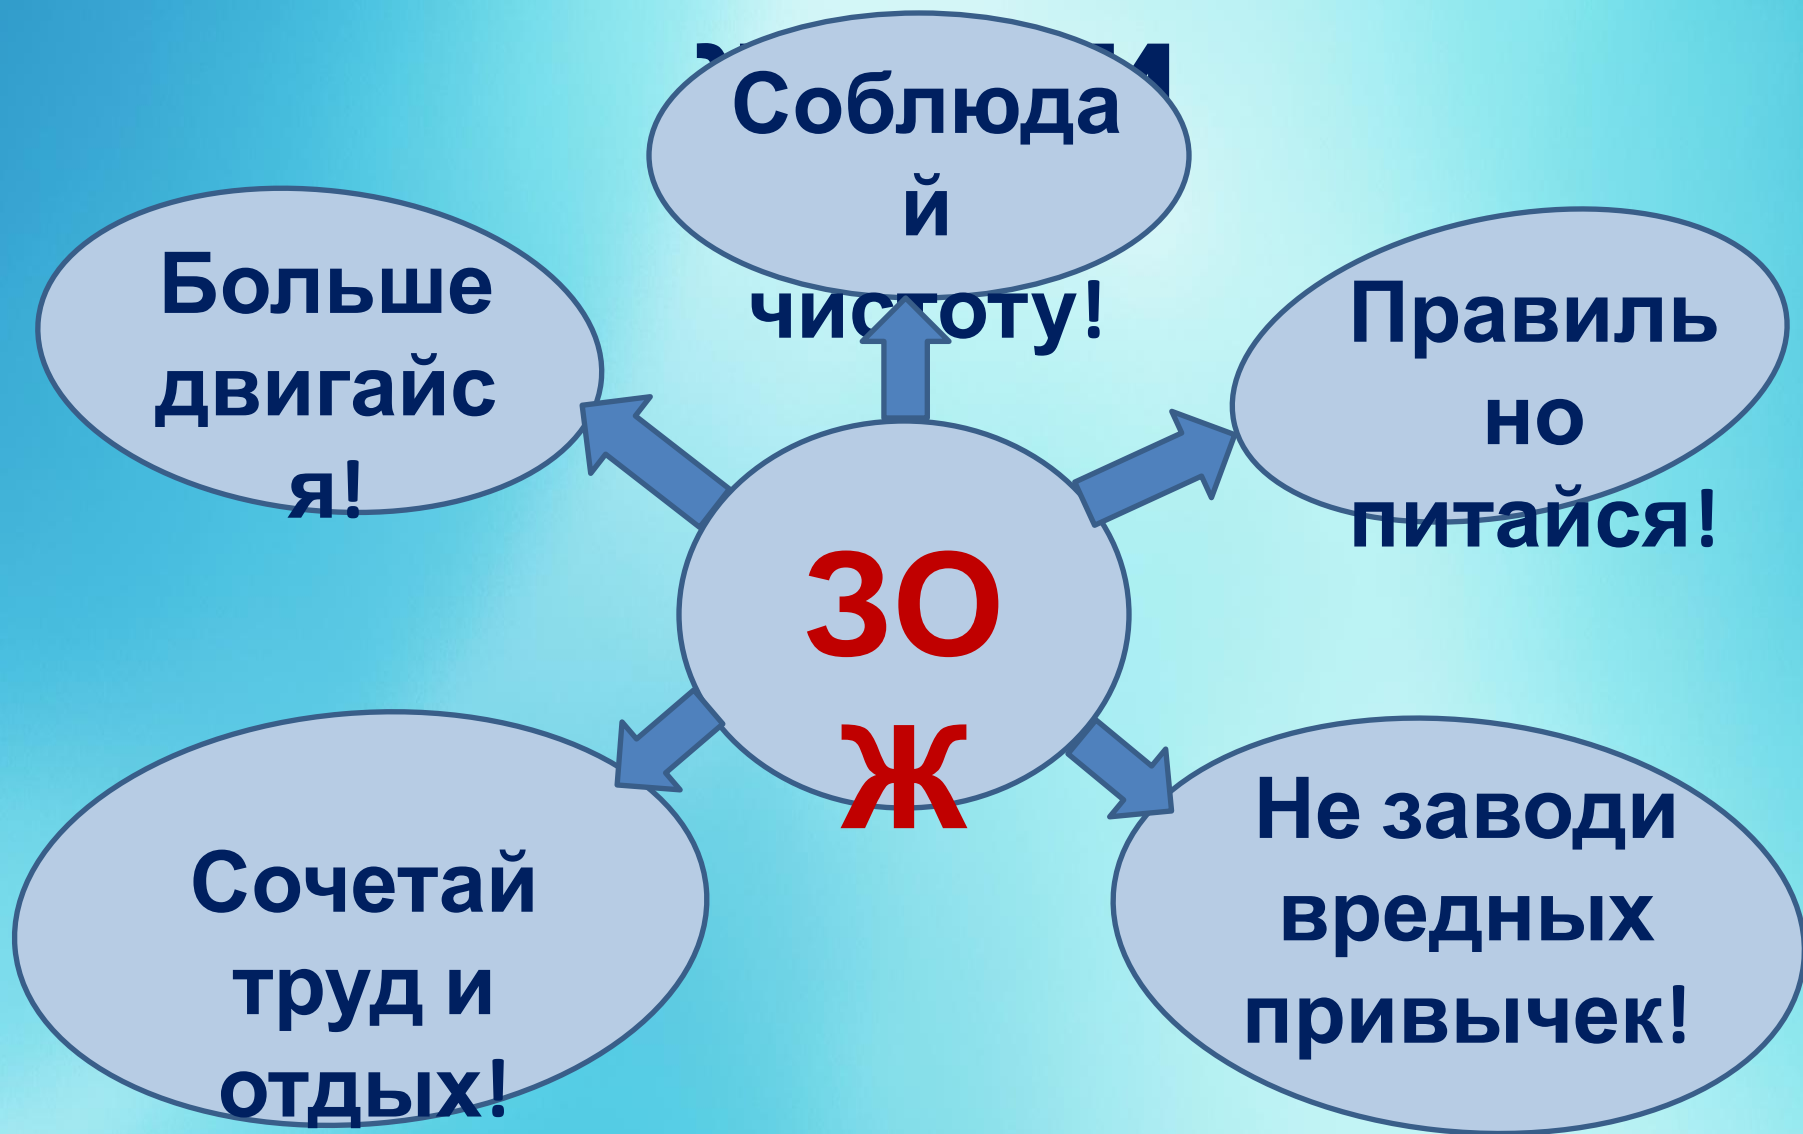 Соблюда
й
чистоту!
Больше
двигайс
я!
Правиль
но
питайся!
ЗО
Ж
Сочетай
труд и
отдых!
Не заводи
вредных
привычек!